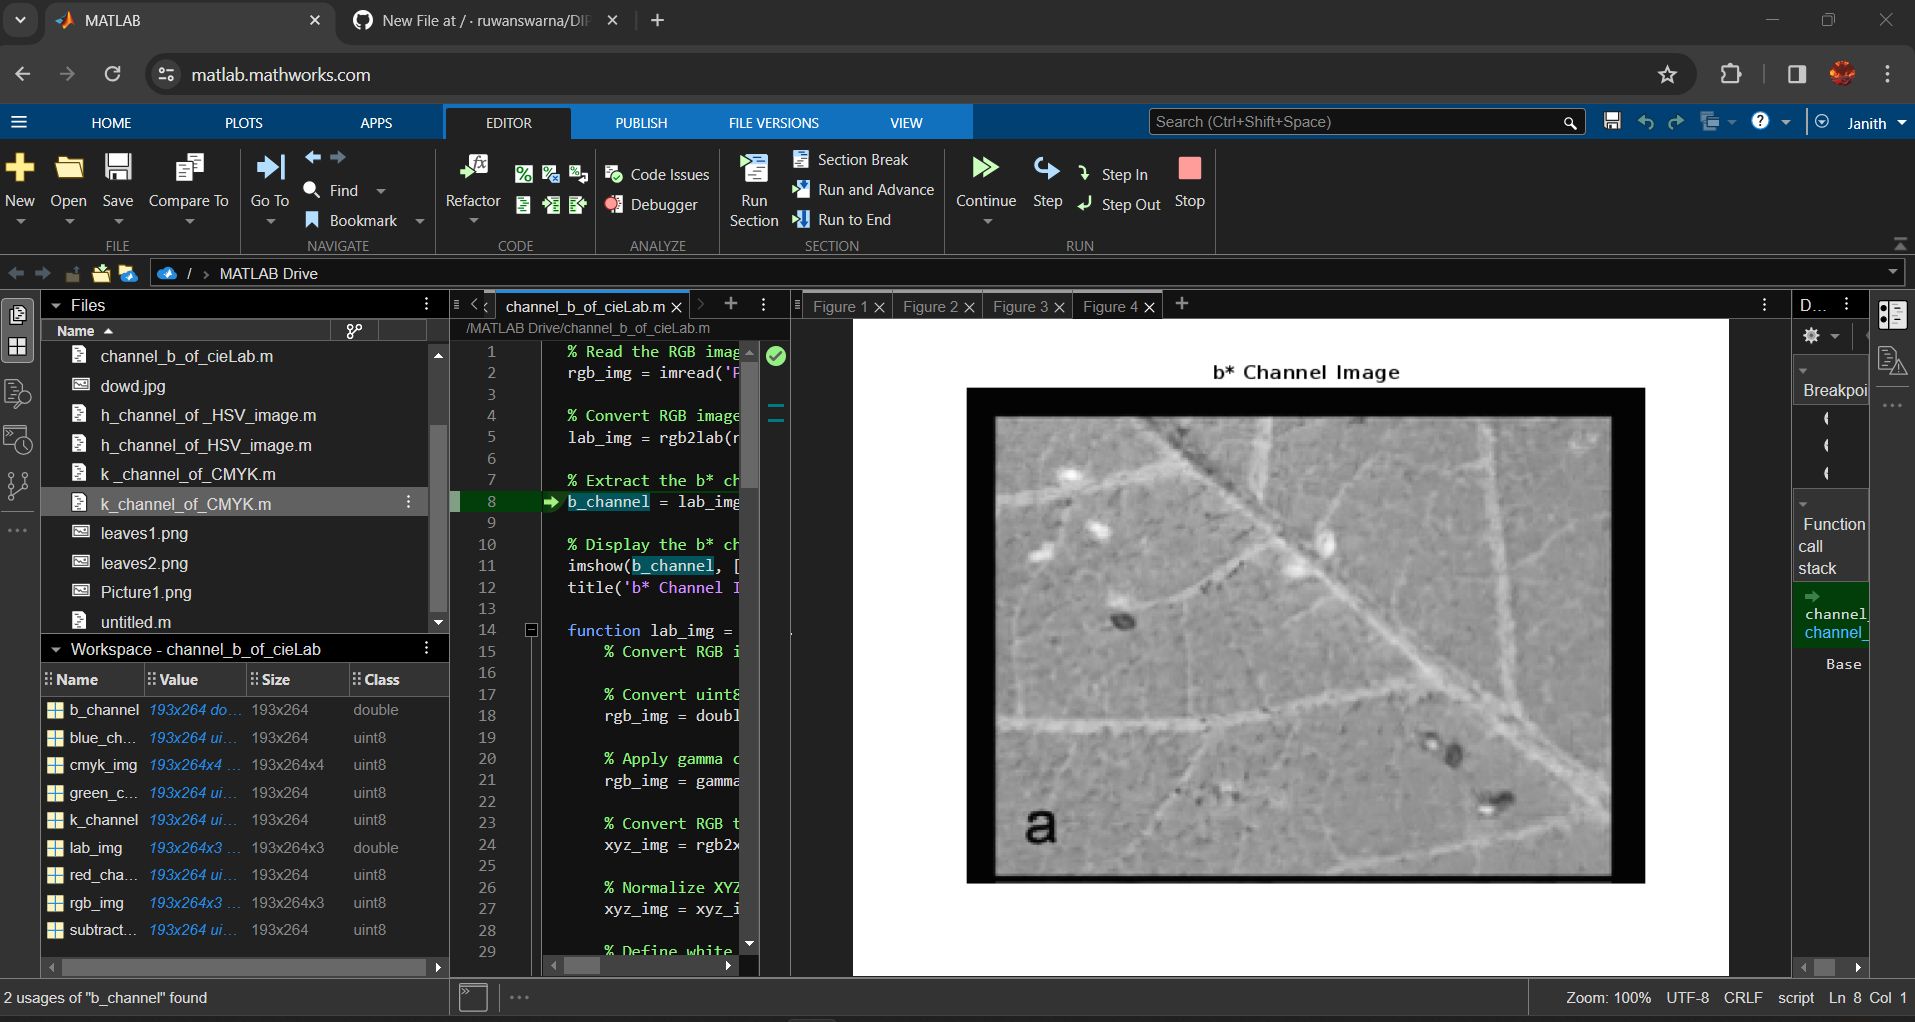 MATLAB
New File at / · ruwanswarna/DIP
matlab.mathworks.com
HOME PLOTS APPS EDITOR PUBLISH FILE VERSIONS VIEW
Search (Ctrl+Shift+Space)
Janith
New Open Save Compare To
FILE
Go To Find Bookmark
NAVIGATE
Refactor
CODE
Code Issues
Debugger
ANALYZE
Run Section
Section Break
Run and Advance
Run to End
SECTION
Continue Step Step In Step Out Stop
RUN
/ › MATLAB Drive
Files
Name
channel_b_of_cieLab.m
dowd.jpg
h_channel_of _HSV_image.m
h_channel_of_HSV_image.m
k _channel_of_CMYK.m
k_channel_of_CMYK.m
leaves1.png
leaves2.png
Picture1.png
untitled.m
Workspace - channel_b_of_cieLab
Name Value Size Class
b_channel 193x264 do... 193x264 double
blue_ch... 193x264 ui... 193x264 uint8
cmyk_img 193x264x4 ... 193x264x4 uint8
green_c... 193x264 ui... 193x264 uint8
k_channel 193x264 ui... 193x264 uint8
lab_img 193x264x3 ... 193x264x3 double
red_cha... 193x264 ui... 193x264 uint8
rgb_img 193x264x3 ... 193x264x3 uint8
subtract... 193x264 ui... 193x264 uint8
channel_b_of_cieLab.m
/MATLAB Drive/channel_b_of_cieLab.m
1 % Read the RGB imag
2 rgb_img = imread('P
3
4 % Convert RGB image
5 lab_img = rgb2lab(r
6
7 % Extract the b* ch
8 b_channel = lab_img
9
10 % Display the b* ch
11 imshow(b_channel, [
12 title('b* Channel I
13
14 function lab_img =
15 % Convert RGB i
16
17 % Convert uint8
18 rgb_img = doubl
19
20 % Apply gamma c
21 rgb_img = gamma
22
23 % Convert RGB t
24 xyz_img = rgb2x
25
26 % Normalize XYZ
27 xyz_img = xyz_i
28
29 % Define white
Figure 1 Figure 2 Figure 3 Figure 4
b* Channel Image
a
D...
Breakpoi
Function
call
stack
channel_
channel_
Base
2 usages of "b_channel" found
Zoom: 100% UTF-8 CRLF script Ln 8 Col 1